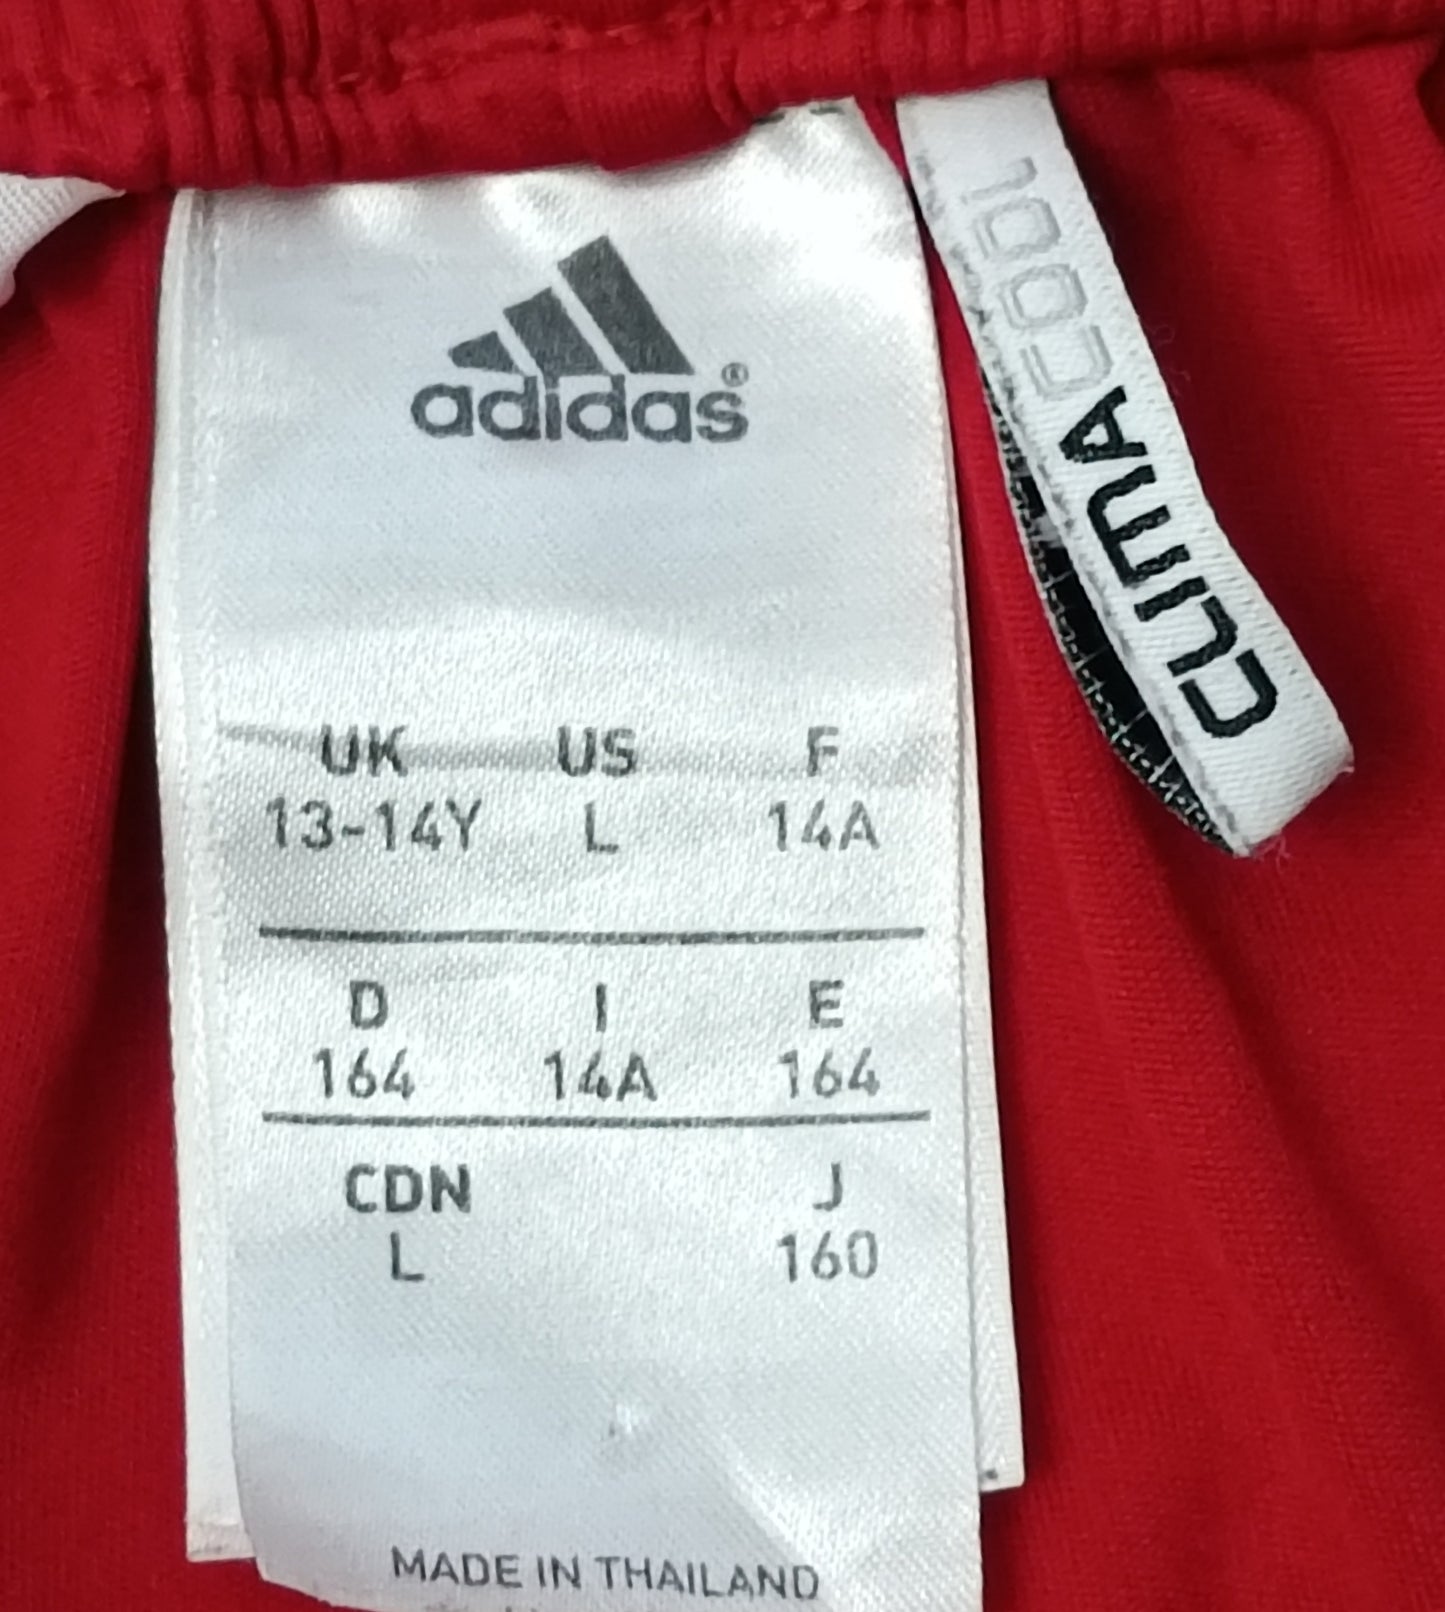 adidas®
CLIMACOOL
UK US F
13-14Y L 14A
D I E
164 14A 164
CDN J
L 160
MADE IN THAILAND